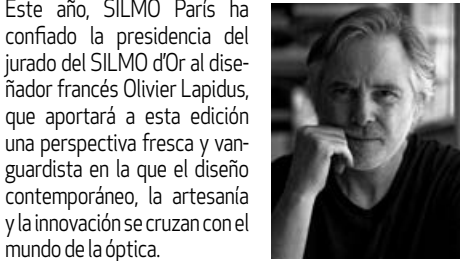 Este año, SILMO París ha
confiado la presidencia del
jurado del SILMO d'Or al dise-
ñador francés Olivier Lapidus,
que aportará a esta edición
una perspectiva fresca y van-
guardista en la que el diseño
contemporáneo, la artesanía
y la innovación se cruzan con el
mundo de la óptica.